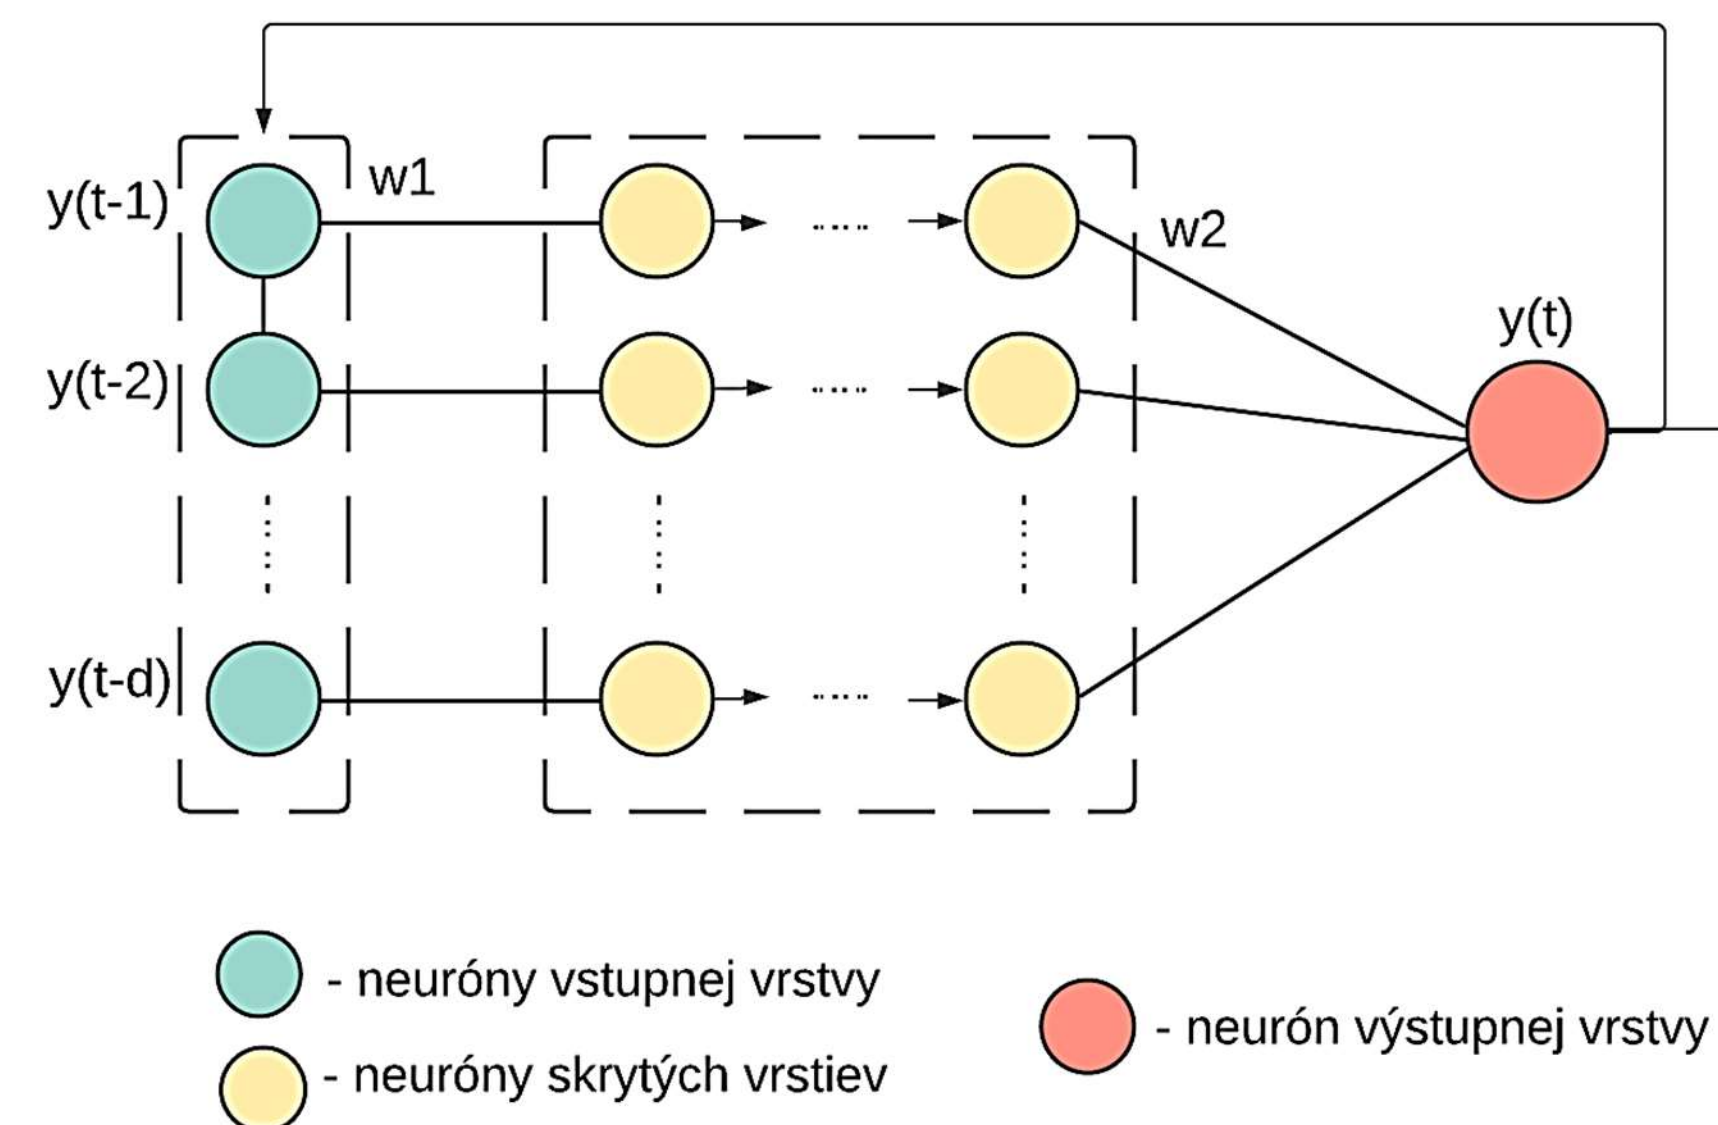 w1
y(t-1)
w2
y(t)
y(t-2)
y(t-d)
- neuróny vstupnej vrstvy
- neurón výstupnej vrstvy
- neuróny skrytých vrstiev